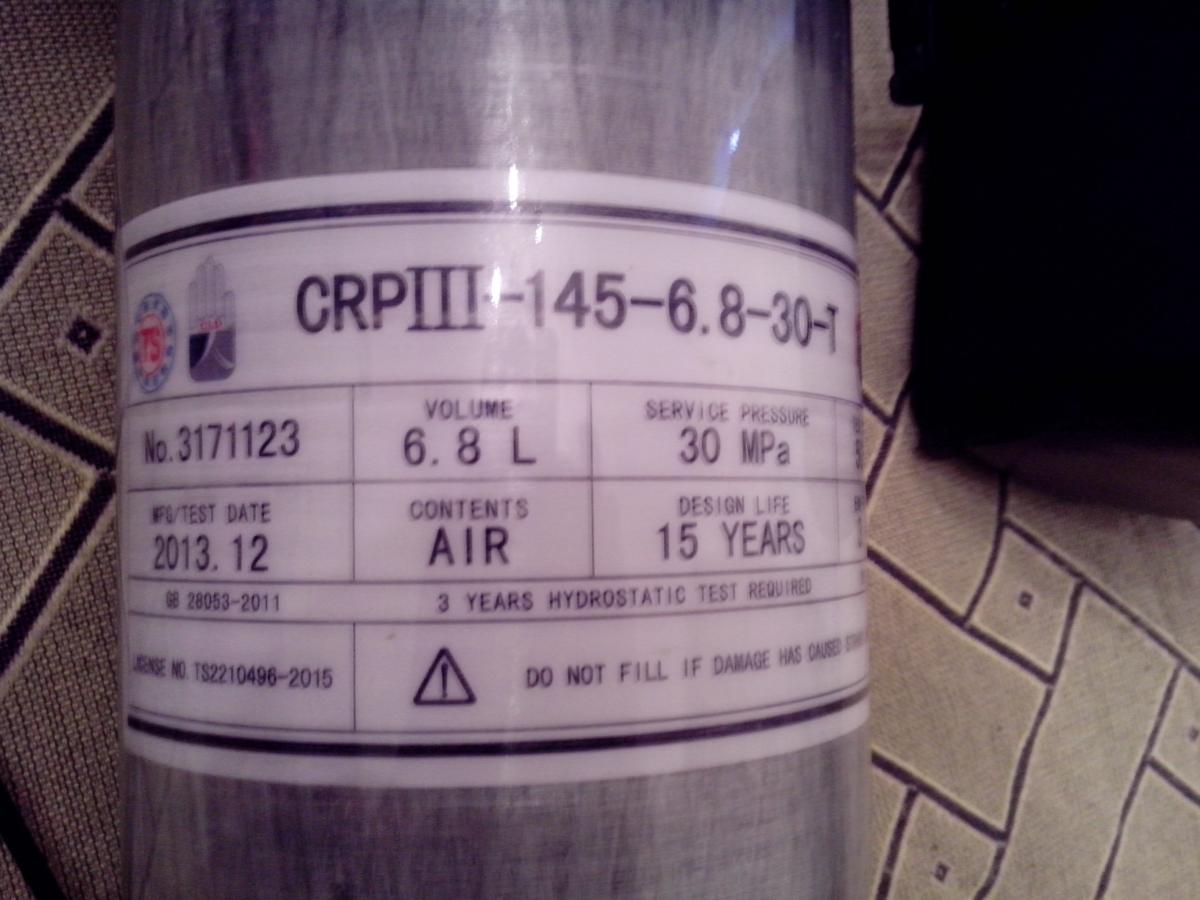 CRPIII-145-6.8-30-T
TS
No.3171123
VOLUME
6.8 L
SERVICE PRESSURE
30 MPa
MFG/TEST DATE
2013.12
CONTENTS
AIR
DESIGN LIFE
15 YEARS
GB 28053-2011
3 YEARS HYDROSTATIC TEST REQUIRED
LICENSE NO.TS2210496-2015
DO NOT FILL IF DAMAGE HAS CAUSED